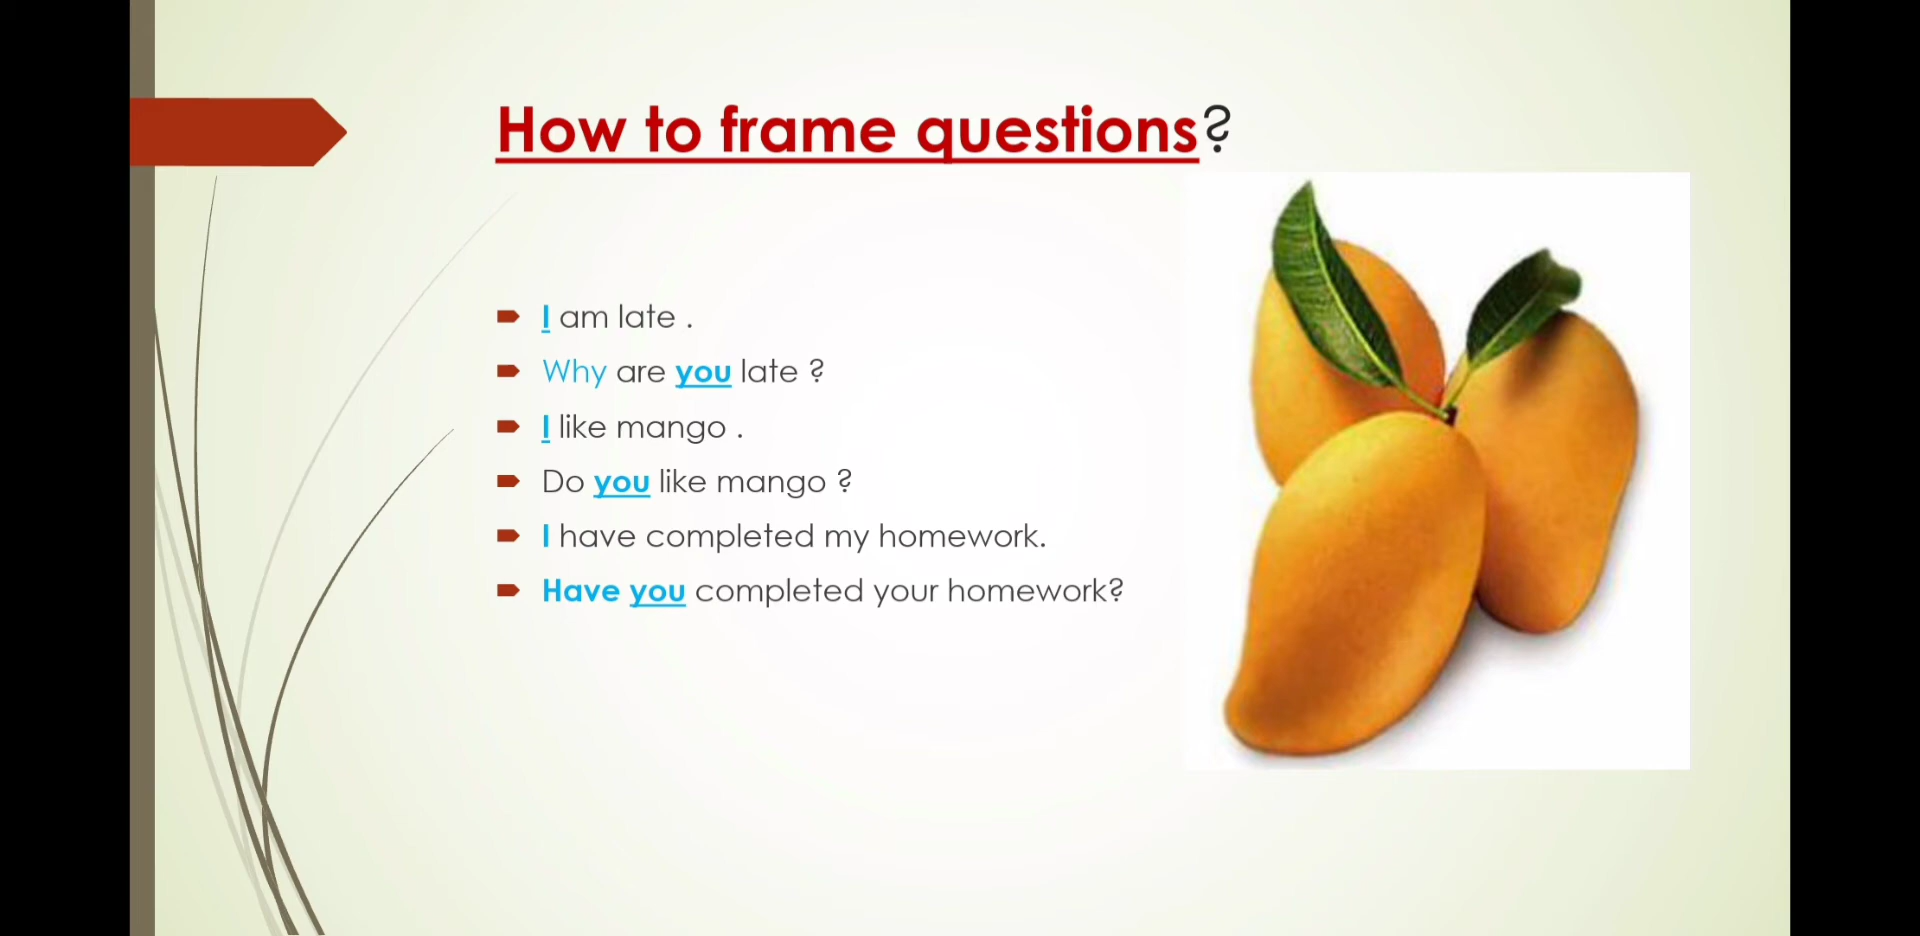 How to frame questions?
I am late .
Why are you late ?
I like mango .
Do you like mango ?
I have completed my homework.
Have you completed your homework?